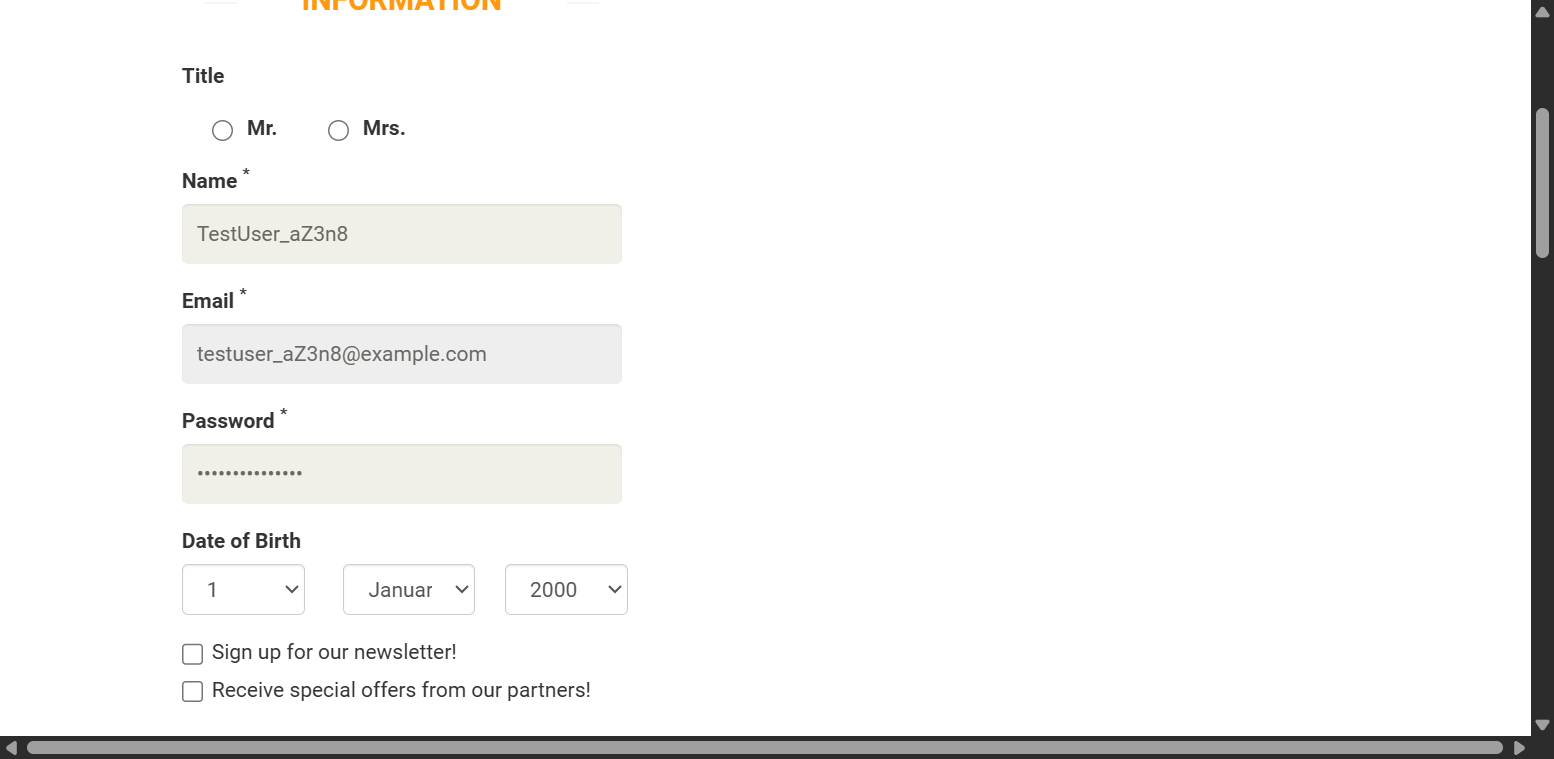 INFORMATION
Title
Mr. Mrs.
Name *
TestUser_aZ3n8
Email *
testuser_aZ3n8@example.com
Password *
•••••••••••••••
Date of Birth
1 Januar 2000
Sign up for our newsletter!
Receive special offers from our partners!